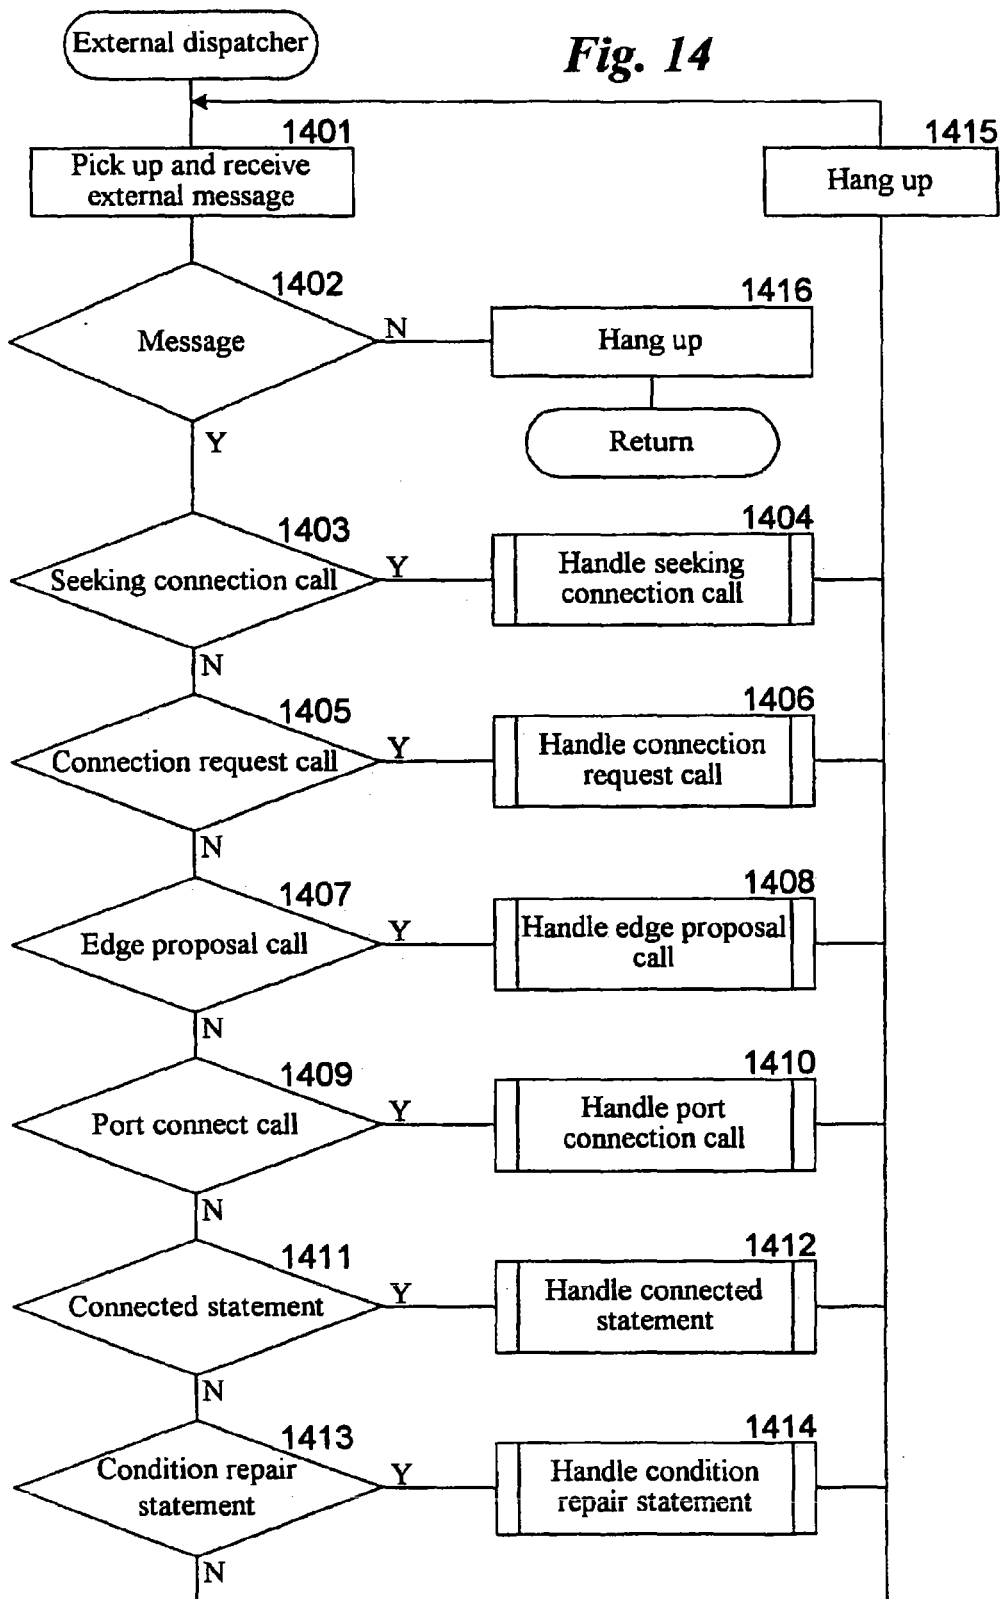 External dispatcher
Fig. 14
1401
Pick up and receive
external message
1415
Hang up
1402
Message
N
1416
Hang up
Y
Return
1403
Seeking connection call
Y
1404
Handle seeking
connection call
N
1405
Connection request call
Y
1406
Handle connection
request call
N
1407
Edge proposal call
Y
1408
Handle edge proposal
call
N
1409
Port connect call
Y
1410
Handle port
connection call
N
1411
Connected statement
Y
1412
Handle connected
statement
N
1413
Condition repair
statement
Y
1414
Handle condition
repair statement
N